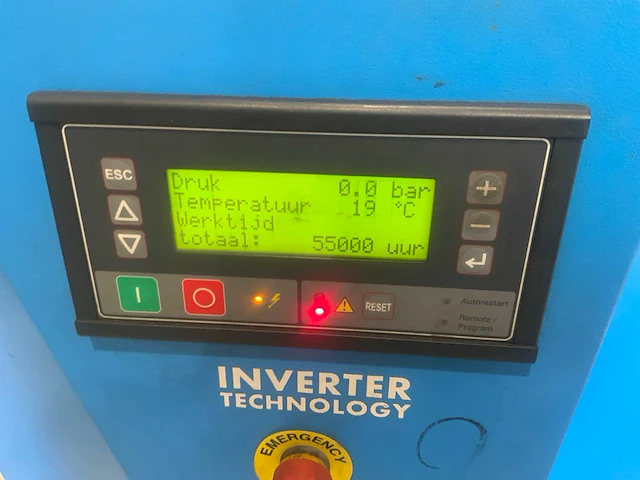 ESC
Druk 0.0 bar
Temperatuur 19 °C
Werktijd
totaal: 55000 uur
RESET
Autorestart
Remote/
Program
INVERTER
TECHNOLOGY
EMERGENCY